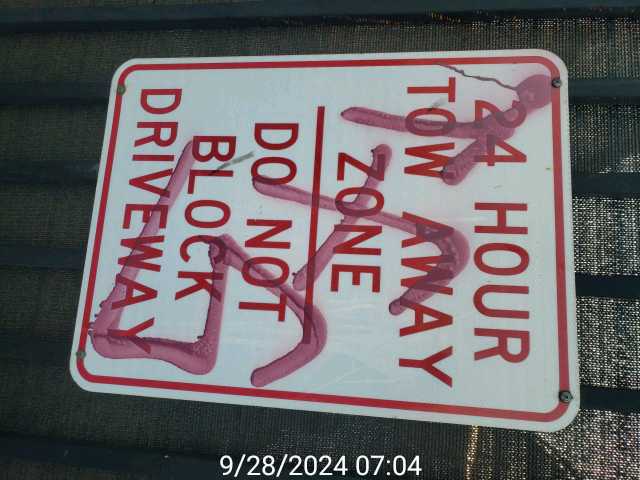 24 HOUR
TOW AWAY
ZONE
DO NOT
BLOCK
DRIVEWAY
9/28/2024 07:04